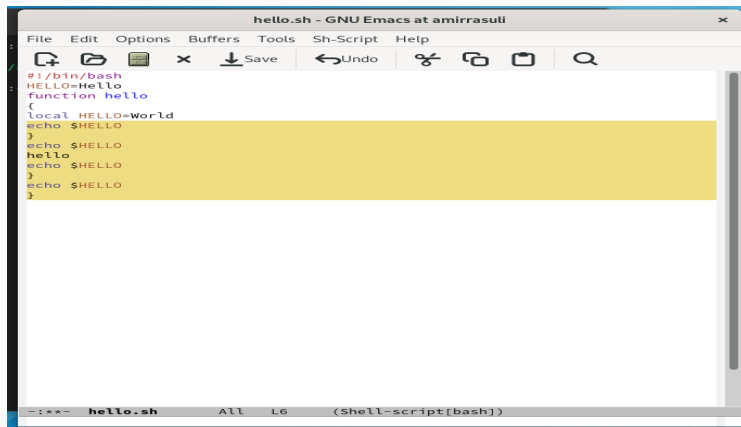 hello.sh - GNU Emacs at amirrasuli
File Edit Options Buffers Tools Sh-Script Help
Save Undo
#!/bin/bash
HELLO=Hello
function hello
{
local HELLO=World
echo $HELLO
}
echo $HELLO
hello
echo $HELLO
}
echo $HELLO
}
-:**- hello.sh All L6 (Shell-script[bash])